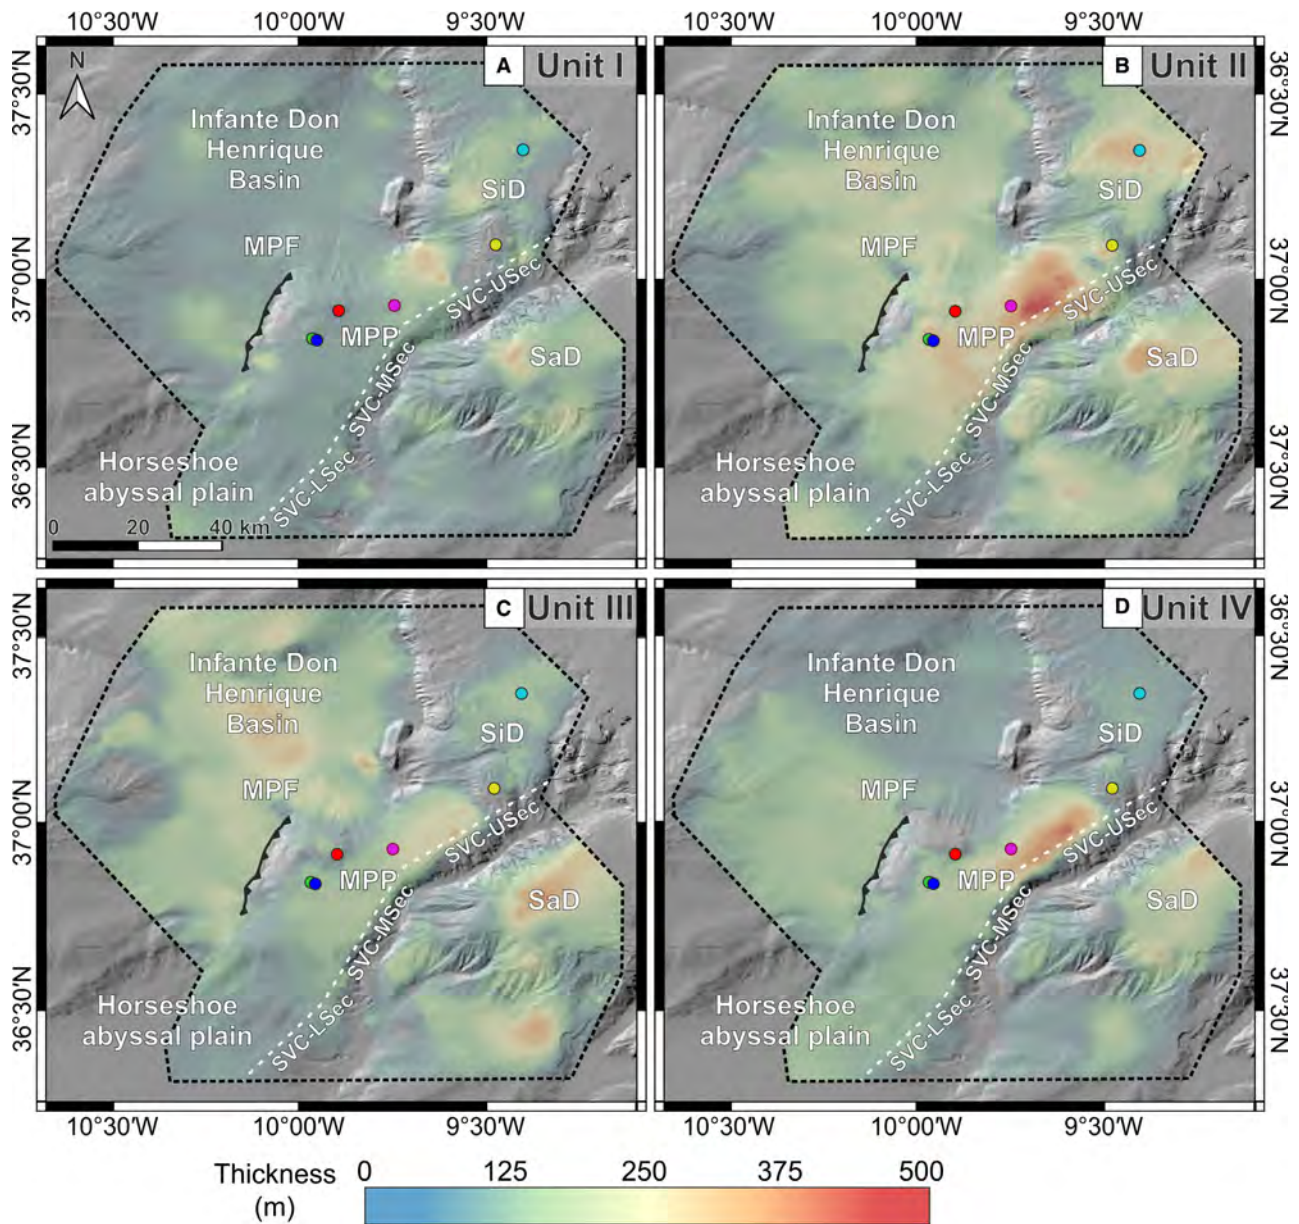 10°30'W 10°00'W 9°30'W 10°30'W 10°00'W 9°30'W
37°30'N
37°00'N
36°30'N
N
A Unit I
Infante Don
Henrique
Basin
SiD
MPF
SVC-USec
MPP
SaD
SVC-MSec
SVC-LSec
Horseshoe
abyssal plain
0 20 40 km
B Unit II
Infante Don
Henrique
Basin
SiD
MPF
SVC-USec
MPP
SaD
SVC-MSec
SVC-LSec
Horseshoe
abyssal plain
36°30'N
37°00'N
37°30'N
37°30'N
37°00'N
36°30'N
C Unit III
Infante Don
Henrique
Basin
SiD
MPF
SVC-USec
MPP
SaD
SVC-MSec
SVC-LSec
Horseshoe
abyssal plain
D Unit IV
Infante Don
Henrique
Basin
SiD
MPF
SVC-USec
MPP
SaD
SVC-MSec
SVC-LSec
Horseshoe
abyssal plain
36°30'N
37°00'N
37°30'N
10°30'W 10°00'W 9°30'W 10°30'W 10°00'W 9°30'W
Thickness
(m)
0 125 250 375 500